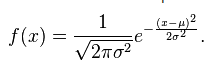 f(x) = \frac{1}{\sqrt{2\pi\sigma^2}} e^{-\frac{(x-\mu)^2}{2\sigma^2}}.